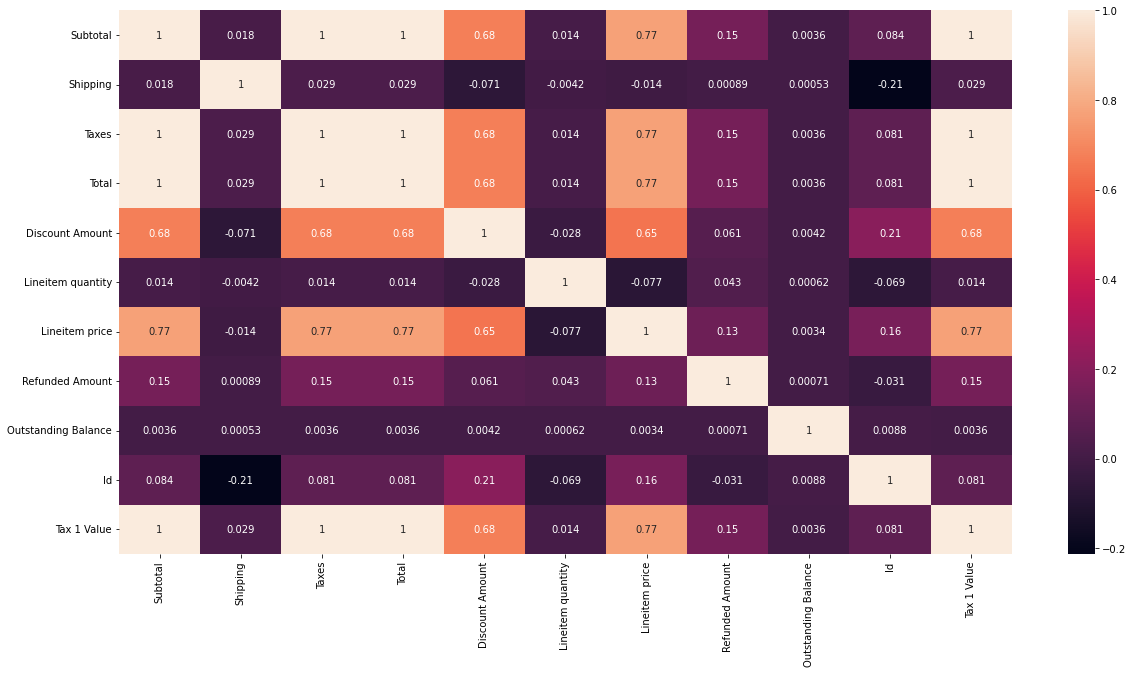 Subtotal 1 0.018 1 1 0.68 0.014 0.77 0.15 0.0036 0.084 1
Shipping 0.018 1 0.029 0.029 -0.071 -0.0042 -0.014 0.00089 0.00053 -0.21 0.029
Taxes 1 0.029 1 1 0.68 0.014 0.77 0.15 0.0036 0.081 1
Total 1 0.029 1 1 0.68 0.014 0.77 0.15 0.0036 0.081 1
Discount Amount 0.68 -0.071 0.68 0.68 1 -0.028 0.65 0.061 0.0042 0.21 0.68
Lineitem quantity 0.014 -0.0042 0.014 0.014 -0.028 1 -0.077 0.043 0.00062 -0.069 0.014
Lineitem price 0.77 -0.014 0.77 0.77 0.65 -0.077 1 0.13 0.0034 0.16 0.77
Refunded Amount 0.15 0.00089 0.15 0.15 0.061 0.043 0.13 1 0.00071 -0.031 0.15
Outstanding Balance 0.0036 0.00053 0.0036 0.0036 0.0042 0.00062 0.0034 0.00071 1 0.0088 0.0036
Id 0.084 -0.21 0.081 0.081 0.21 -0.069 0.16 -0.031 0.0088 1 0.081
Tax 1 Value 1 0.029 1 1 0.68 0.014 0.77 0.15 0.0036 0.081 1
Subtotal
Shipping
Taxes
Total
Discount Amount
Lineitem quantity
Lineitem price
Refunded Amount
Outstanding Balance
Id
Tax 1 Value
1.0
0.8
0.6
0.4
0.2
0.0
−0.2